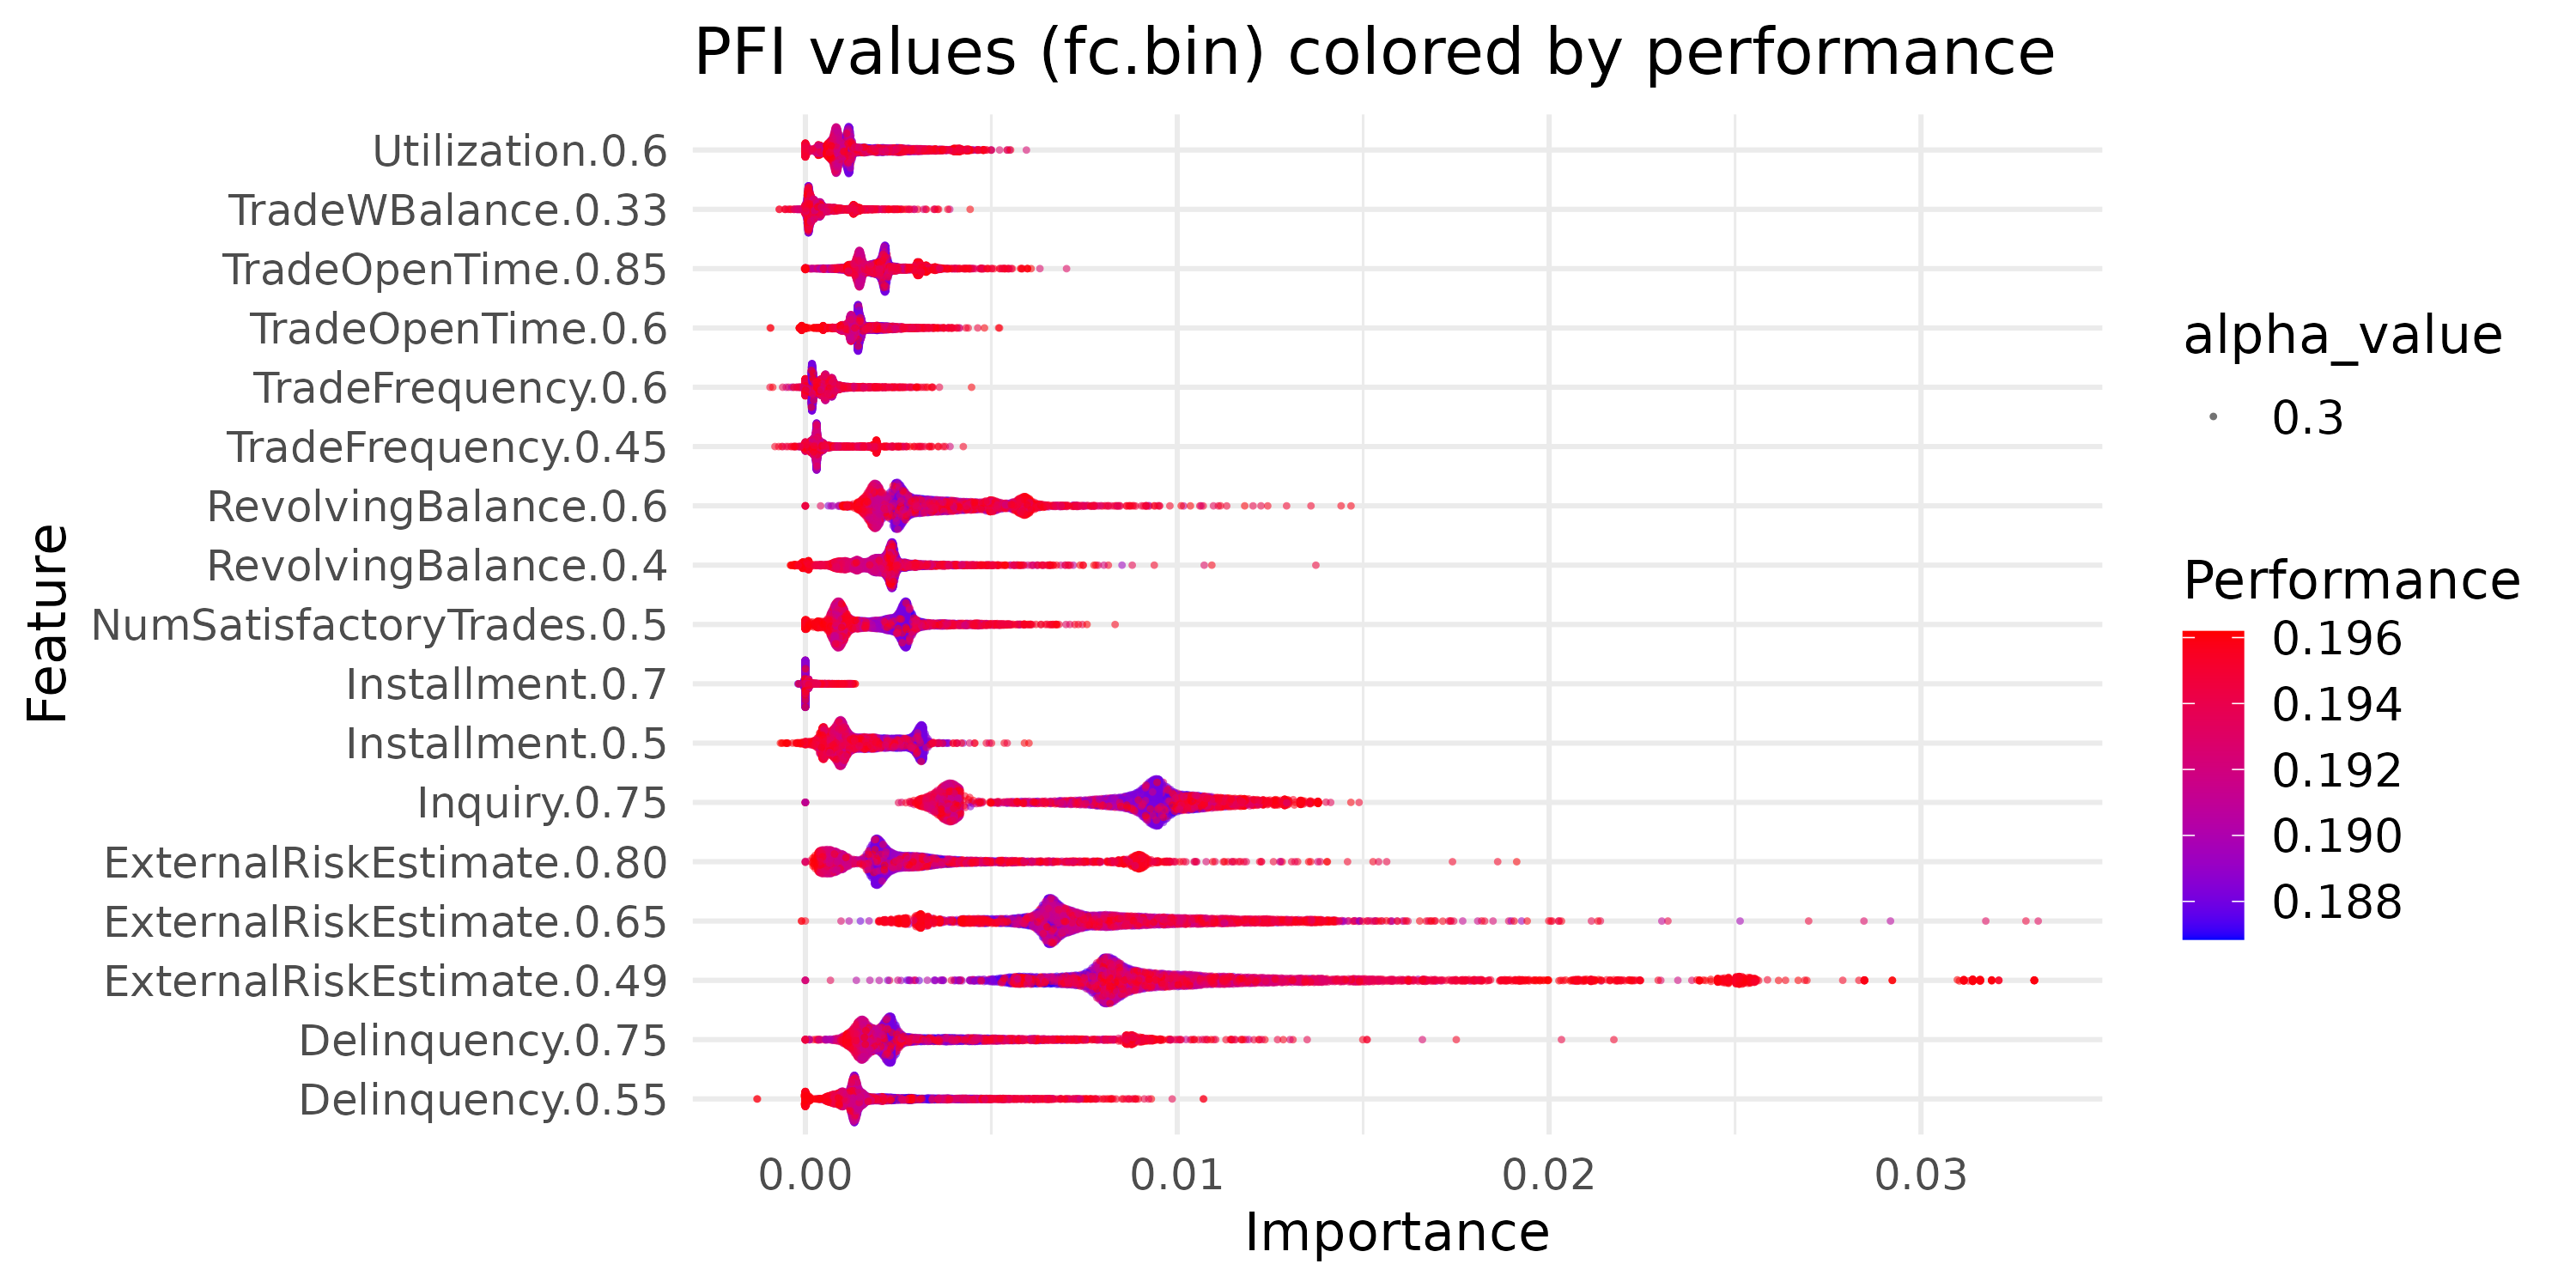 PFI values (fc.bin) colored by performance
Feature
Utilization.0.6
TradeWBalance.0.33
TradeOpenTime.0.85
TradeOpenTime.0.6
TradeFrequency.0.6
TradeFrequency.0.45
RevolvingBalance.0.6
RevolvingBalance.0.4
NumSatisfactoryTrades.0.5
Installment.0.7
Installment.0.5
Inquiry.0.75
ExternalRiskEstimate.0.80
ExternalRiskEstimate.0.65
ExternalRiskEstimate.0.49
Delinquency.0.75
Delinquency.0.55
0.00 0.01 0.02 0.03
Importance
alpha_value
0.3
Performance
0.196
0.194
0.192
0.190
0.188